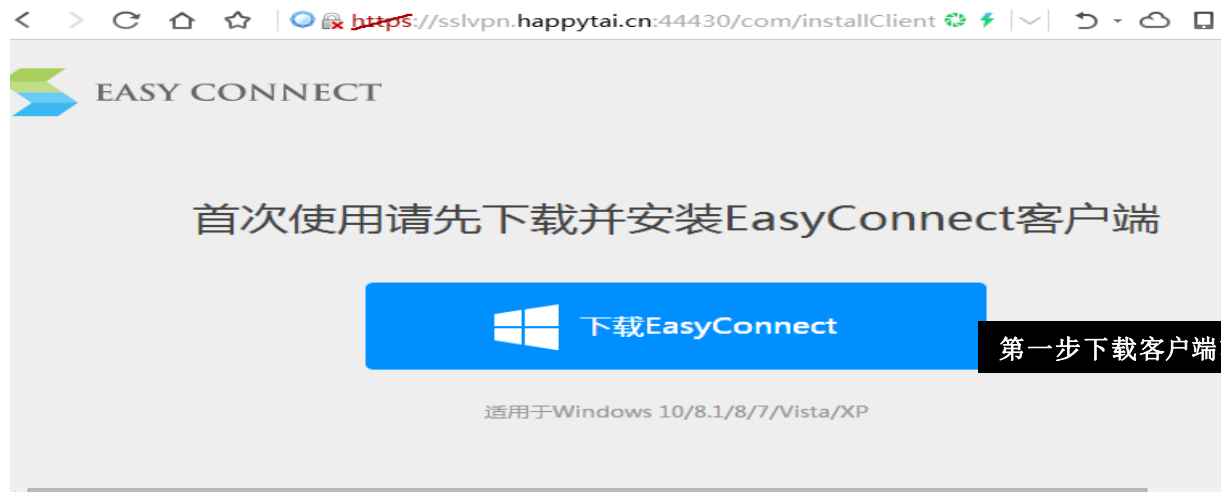 https://sslvpn.happytai.cn:44430/com/installClient
EASY CONNECT
首次使用请先下载并安装EasyConnect客户端
下载EasyConnect
第一步下载客户端
适用于Windows 10/8.1/8/7/Vista/XP